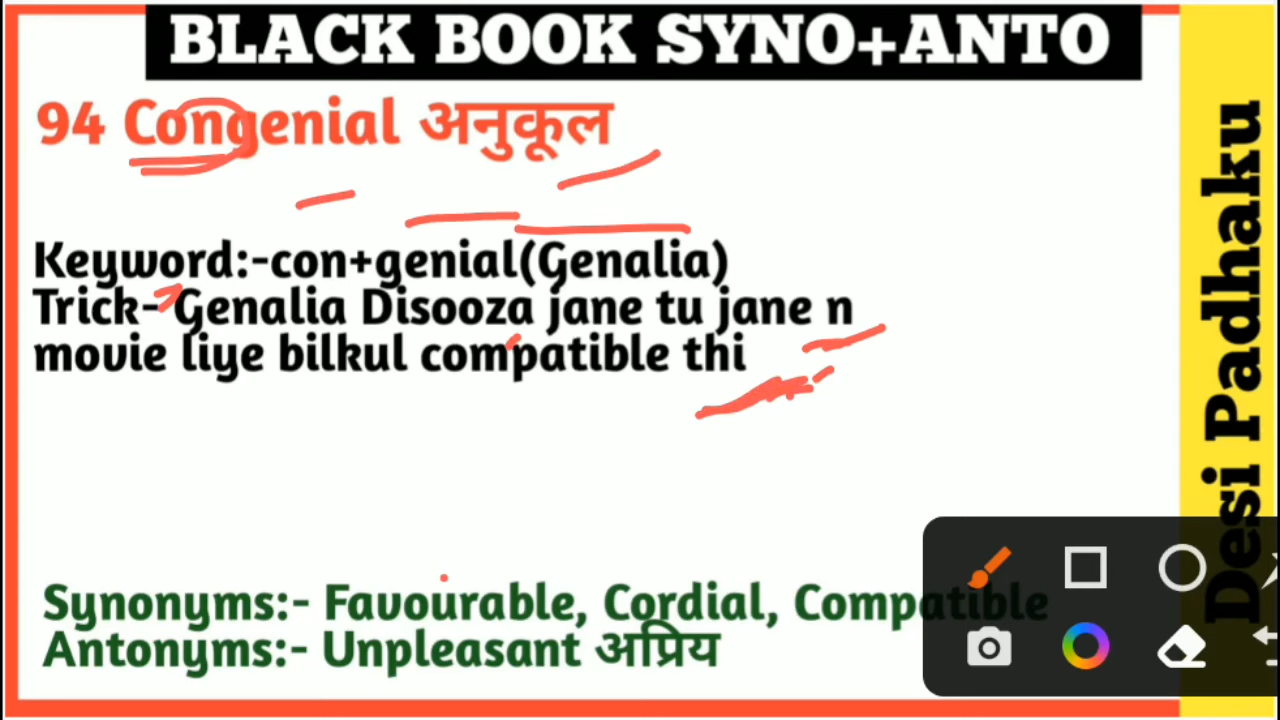 BLACK BOOK SYNO+ANTO
94 Congenial अनुकूल
Keyword:-con+genial(Genalia)
Trick- Genalia Disooza jane tu jane n
movie liye bilkul compatible thi
Synonyms:- Favourable, Cordial, Compatible
Antonyms:- Unpleasant अप्रिय
Desi Padhaku